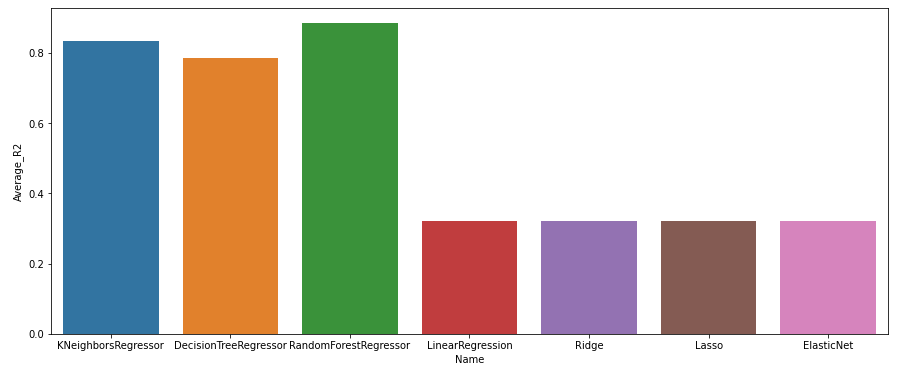 Average_R2
0.8
0.6
0.4
0.2
0.0
KNeighborsRegressor DecisionTreeRegressor RandomForestRegressor LinearRegression Ridge Lasso ElasticNet
Name